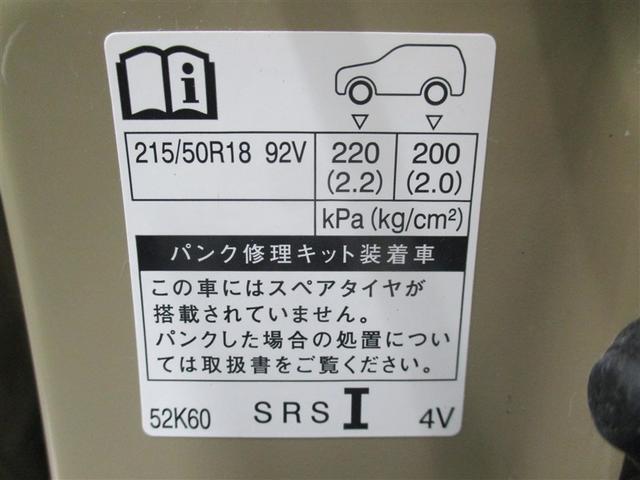 215/50R18 92V 220 200
(2.2) (2.0)
kPa (kg/cm²)
パンク修理キット装着車
この車にはスペアタイヤが
搭載されていません。
パンクした場合の処置につい
ては取扱書をご覧ください。
52K60 SRS I 4V